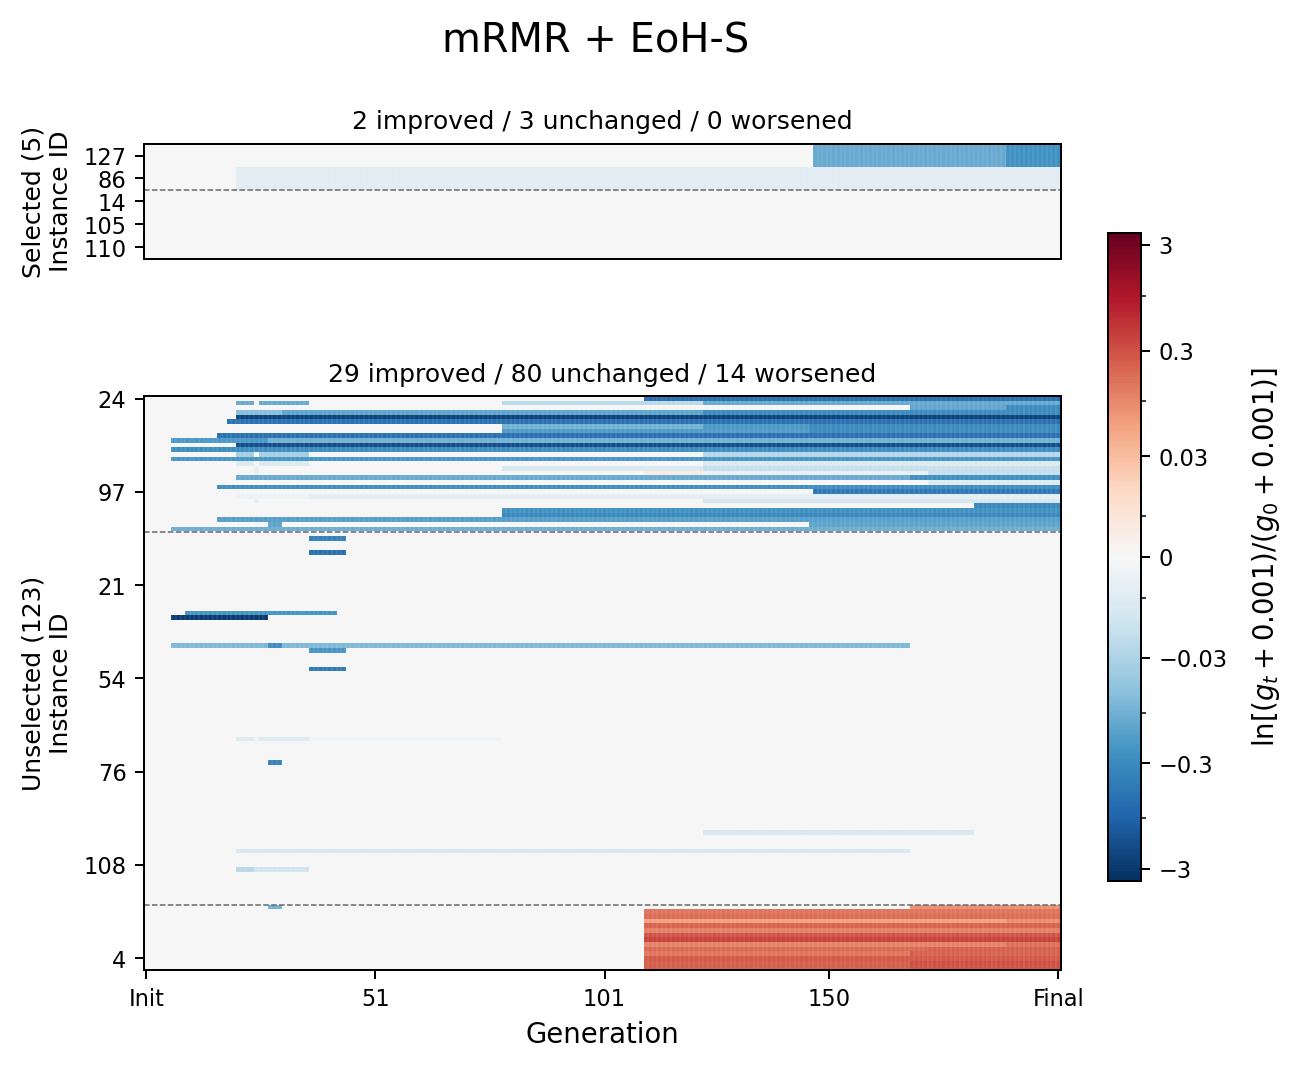 mRMR + EoH-S
2 improved / 3 unchanged / 0 worsened
Selected (5)
Instance ID
127
86
14
105
110
29 improved / 80 unchanged / 14 worsened
Unselected (123)
Instance ID
24
97
21
54
76
108
4
Init
51
101
150
Final
Generation
3
0.3
0.03
0
−0.03
−0.3
−3
ln[(g_t + 0.001)/(g_0 + 0.001)]